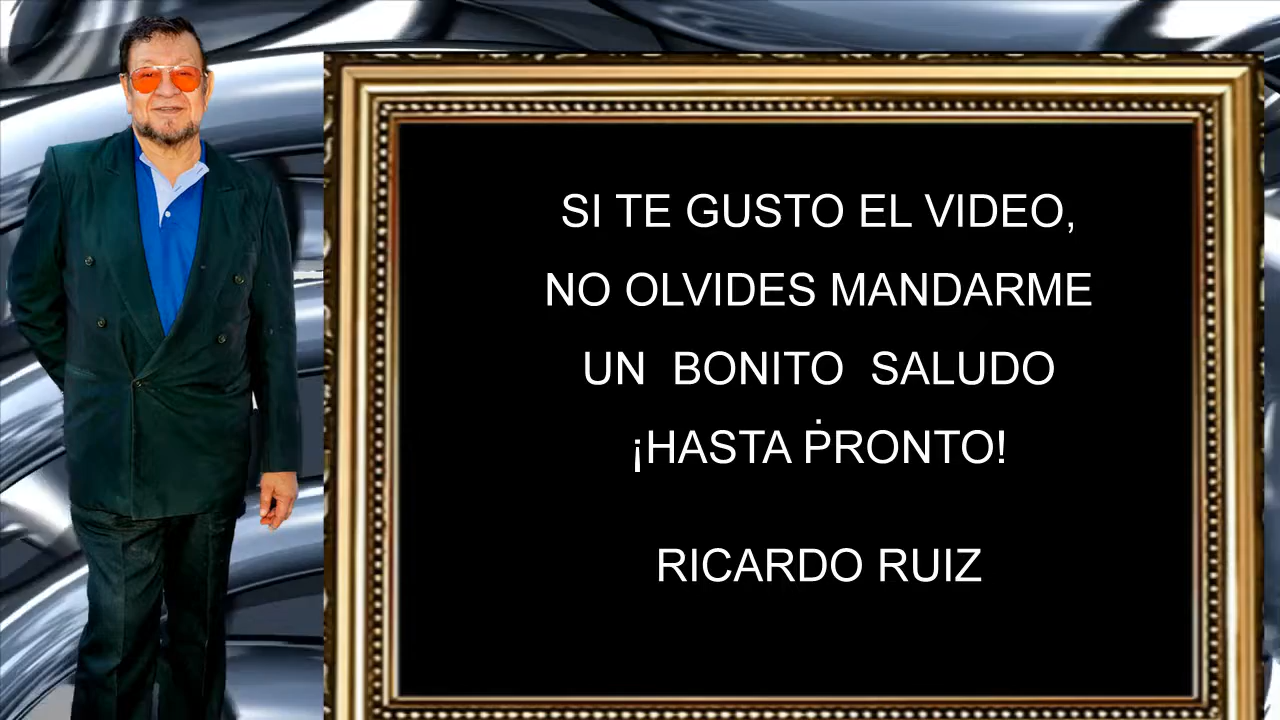 SI TE GUSTO EL VIDEO,
NO OLVIDES MANDARME
UN BONITO SALUDO
.
¡HASTA PRONTO!
RICARDO RUIZ